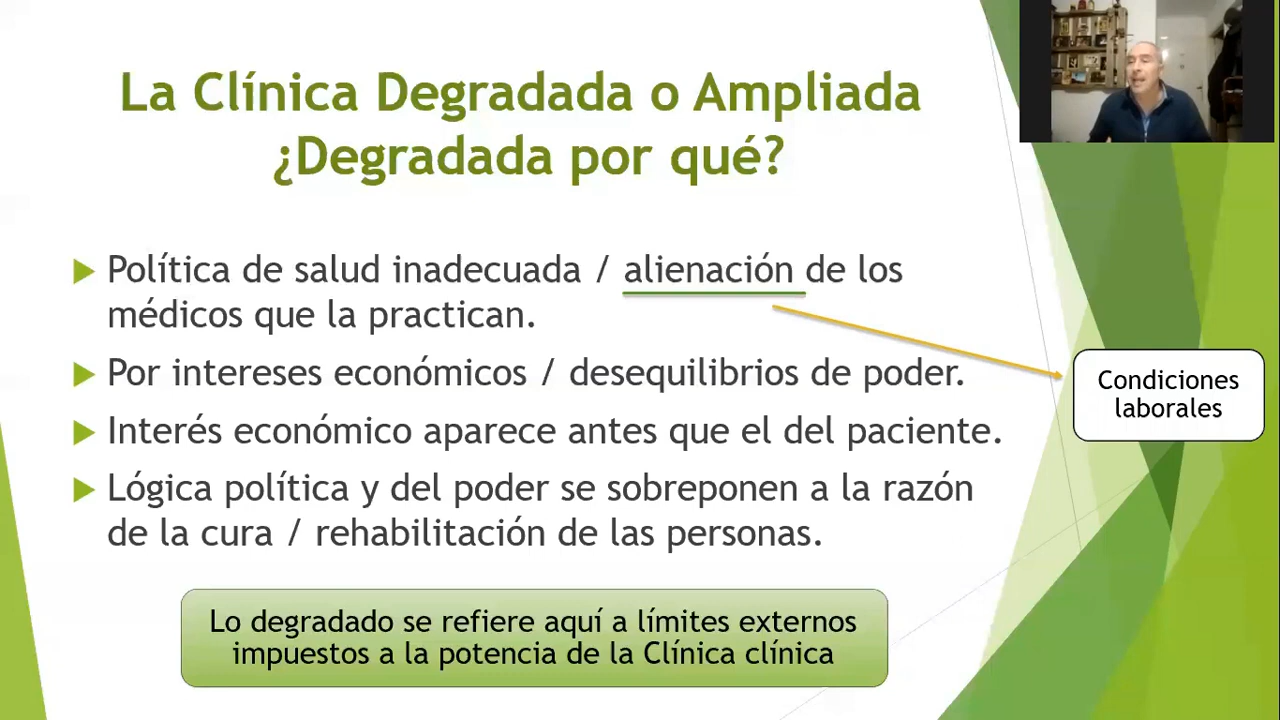 La Clínica Degradada o Ampliada
¿Degradada por qué?
Política de salud inadecuada / alienación de los
médicos que la practican.
Por intereses económicos / desequilibrios de poder.
Interés económico aparece antes que el del paciente.
Lógica política y del poder se sobreponen a la razón
de la cura / rehabilitación de las personas.
Condiciones
laborales
Lo degradado se refiere aquí a límites externos
impuestos a la potencia de la Clínica clínica